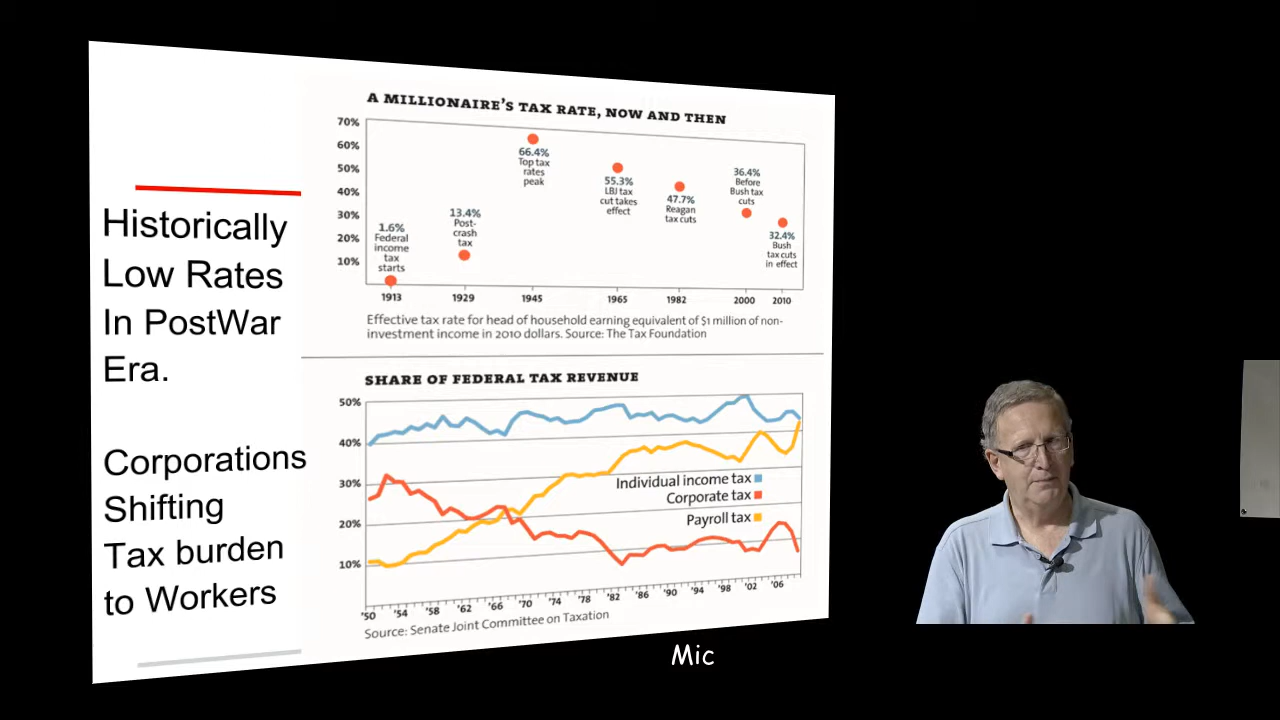 Historically
Low Rates
In PostWar
Era.
Corporations
Shifting
Tax burden
to Workers
A MILLIONAIRE'S TAX RATE, NOW AND THEN
70%
60%
50%
40%
30%
20%
10%
1.6%
Federal
income
tax
starts
13.4%
Post-
crash
tax
66.4%
Top tax
rates
peak
55.3%
LBJ tax
cut takes
effect
47.7%
Reagan
tax cuts
36.4%
Before
Bush tax
cuts
32.4%
Bush
tax cuts
in effect
1913 1929 1945 1965 1982 2000 2010
Effective tax rate for head of household earning equivalent of $1 million of non-
investment income in 2010 dollars. Source: The Tax Foundation
SHARE OF FEDERAL TAX REVENUE
50%
40%
30%
20%
10%
Individual income tax
Corporate tax
Payroll tax
'50 '54 '58 '62 '66 '70 '74 '78 '82 '86 '90 '94 '98 '02 '06
Source: Senate Joint Committee on Taxation
Mic